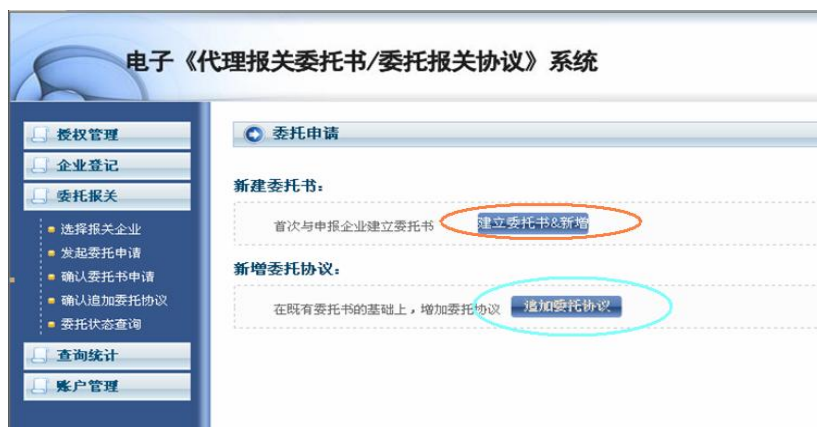 电子《代理报关委托书/委托报关协议》系统
授权管理
企业登记
委托报关
选择报关企业
发起委托申请
确认委托书申请
确认追加委托协议
委托状态查询
查询统计
账户管理
委托申请
新建委托书：
首次与申报企业建立委托书 建立委托书&新增
新增委托协议：
在既有委托书的基础上，增加委托协议 追加委托协议